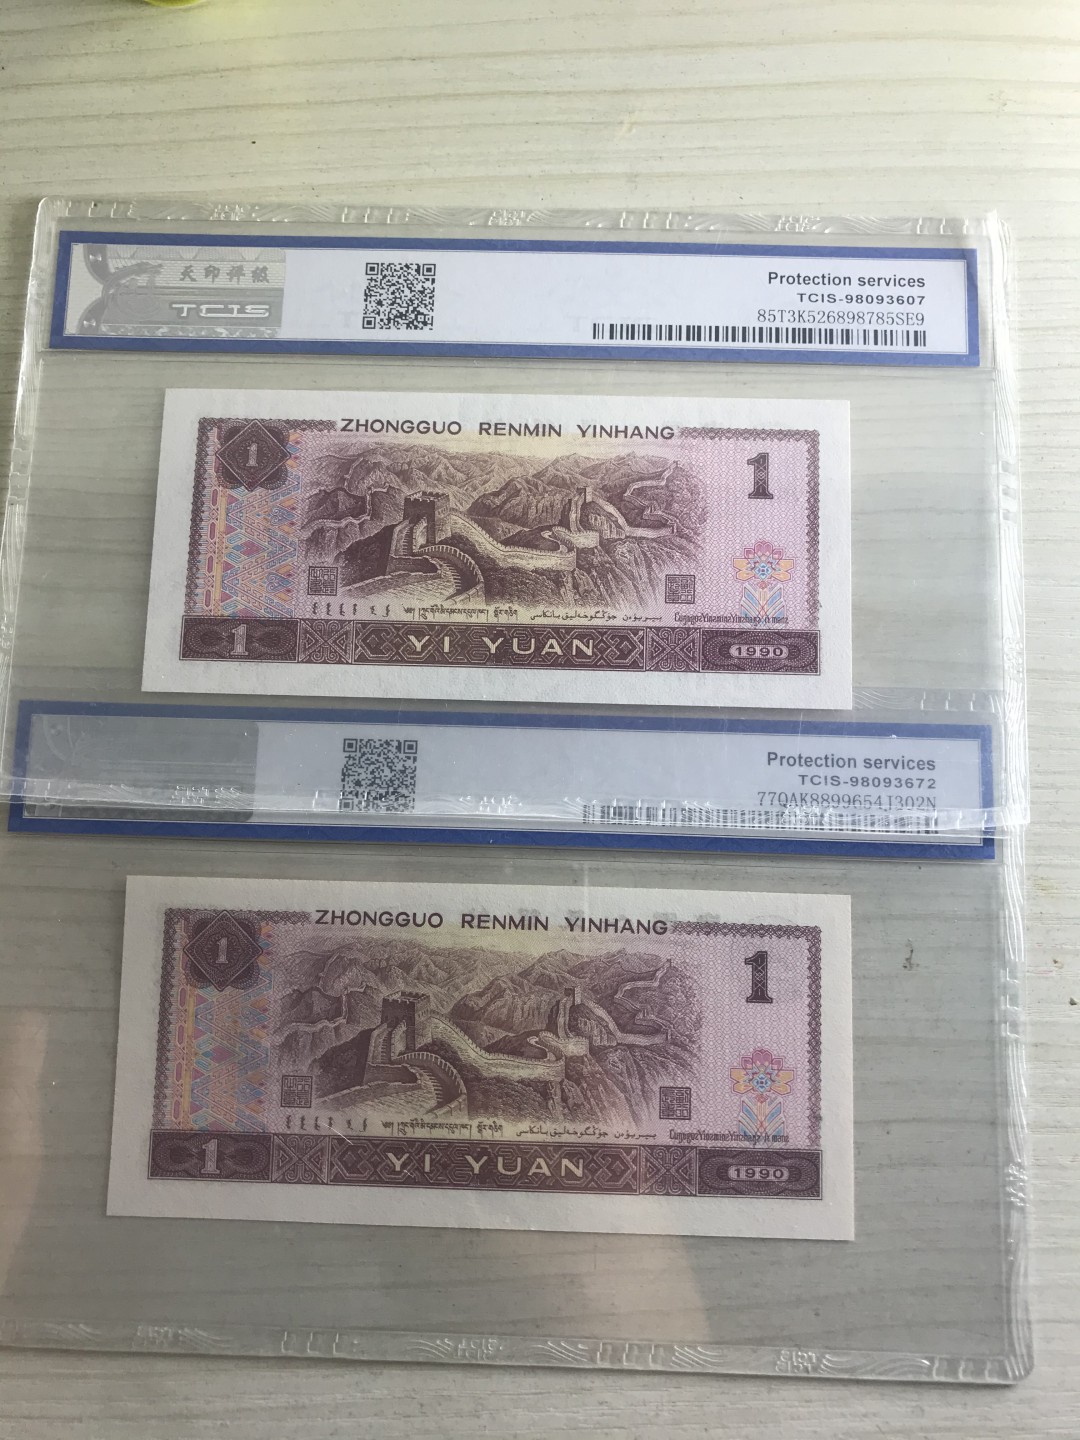 天印评级
TCIS
Protection services
TCIS-98093607
85T3K526898785SE9
ZHONGGUO RENMIN YINHANG
1
1
1
YI YUAN
1990
Protection services
TCIS-98093672
77QAK8899654J302N
ZHONGGUO RENMIN YINHANG
1
1
1
YI YUAN
1990